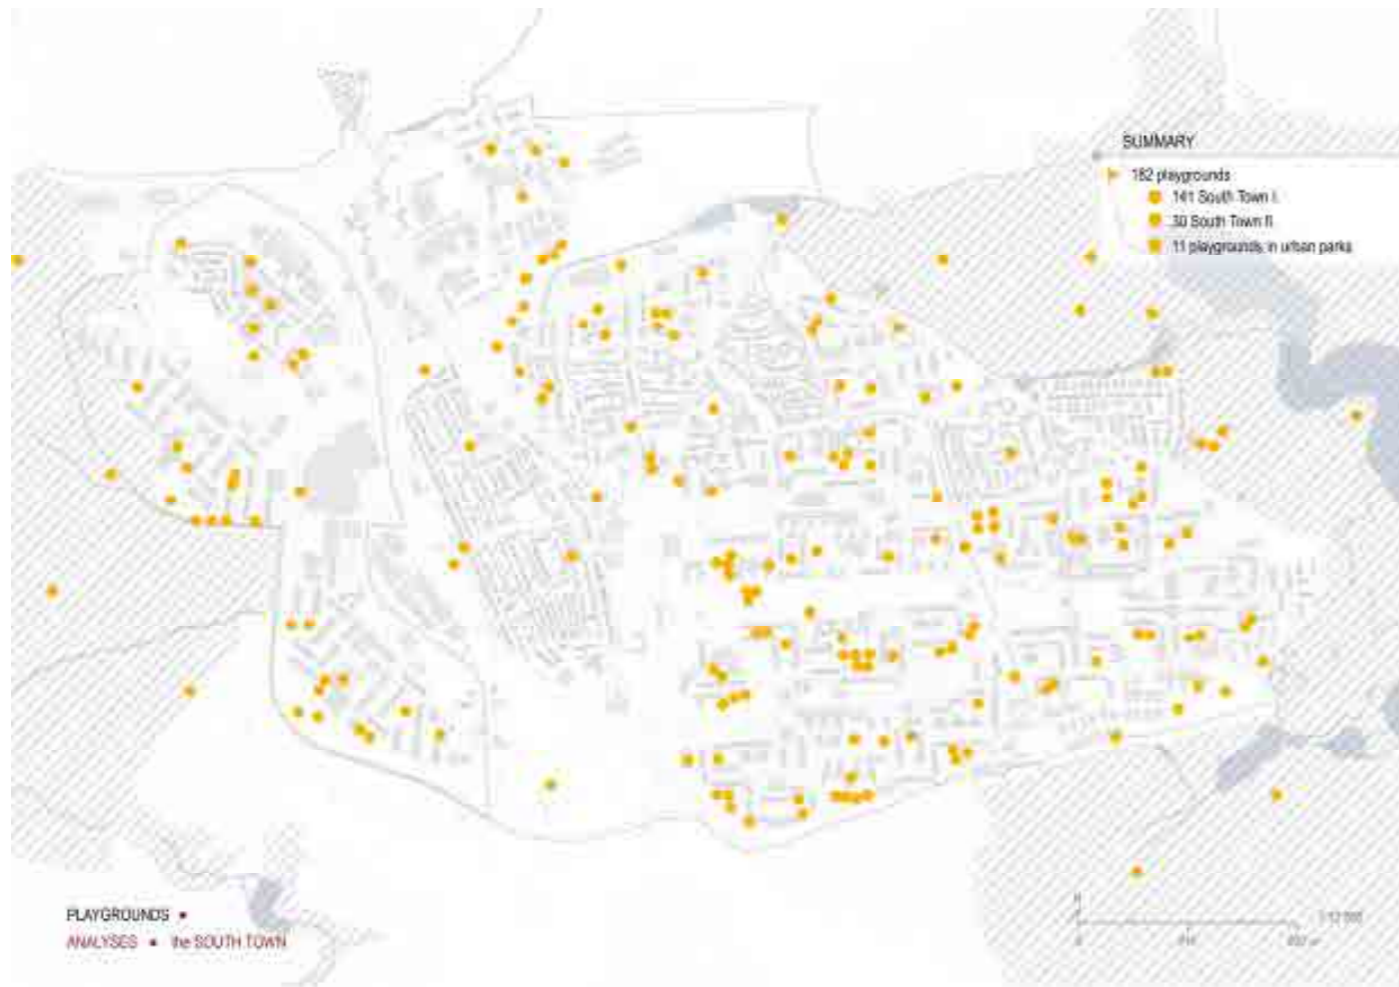 SUMMARY
182 playgrounds
141 South Town I.
30 South Town II.
11 playgrounds in urban parks
PLAYGROUNDS
ANALYSES • the SOUTH TOWN
0